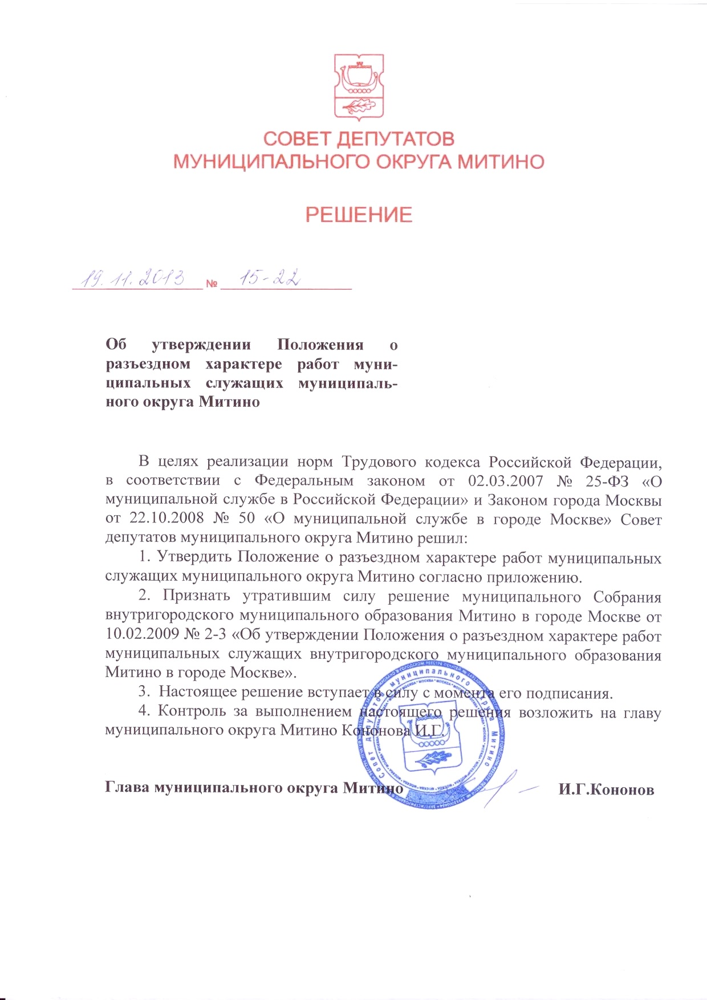 СОВЕТ ДЕПУТАТОВ
МУНИЦИПАЛЬНОГО ОКРУГА МИТИНО
РЕШЕНИЕ
19.11.2013 № 15-22
Об утверждении Положения о
разъездном характере работ муни-
ципальных служащих муниципаль-
ного округа Митино
В целях реализации норм Трудового кодекса Российской Федерации,
в соответствии с Федеральным законом от 02.03.2007 № 25-ФЗ «О
муниципальной службе в Российской Федерации» и Законом города Москвы
от 22.10.2008 № 50 «О муниципальной службе в городе Москве» Совет
депутатов муниципального округа Митино решил:
1. Утвердить Положение о разъездном характере работ муниципальных
служащих муниципального округа Митино согласно приложению.
2. Признать утратившим силу решение муниципального Собрания
внутригородского муниципального образования Митино в городе Москве от
10.02.2009 № 2-3 «Об утверждении Положения о разъездном характере работ
муниципальных служащих внутригородского муниципального образования
Митино в городе Москве».
3. Настоящее решение вступает в силу с момента его подписания.
4. Контроль за выполнением настоящего решения возложить на главу
муниципального округа Митино Кононова И.Г.
Глава муниципального округа Митино И.Г.Кононов
Совет депутатов муниципального округа Митино